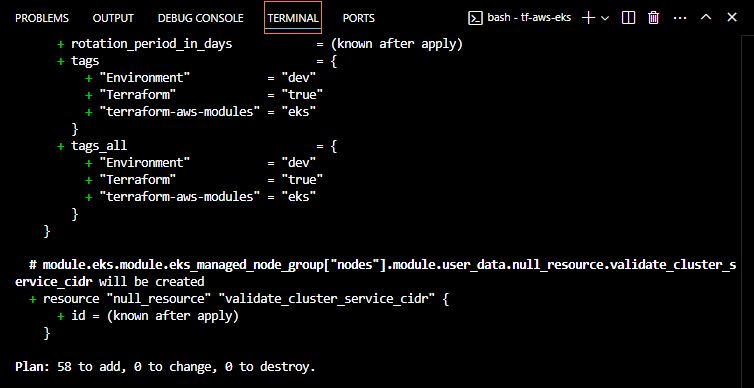 PROBLEMS OUTPUT DEBUG CONSOLE TERMINAL PORTS bash - tf-aws-eks
+ rotation_period_in_days = (known after apply)
+ tags = {
+ "Environment" = "dev"
+ "Terraform" = "true"
+ "terraform-aws-modules" = "eks"
}
+ tags_all = {
+ "Environment" = "dev"
+ "Terraform" = "true"
+ "terraform-aws-modules" = "eks"
}
}
# module.eks.module.eks_managed_node_group["nodes"].module.user_data.null_resource.validate_cluster_s
ervice_cidr will be created
+ resource "null_resource" "validate_cluster_service_cidr" {
+ id = (known after apply)
}
Plan: 58 to add, 0 to change, 0 to destroy.